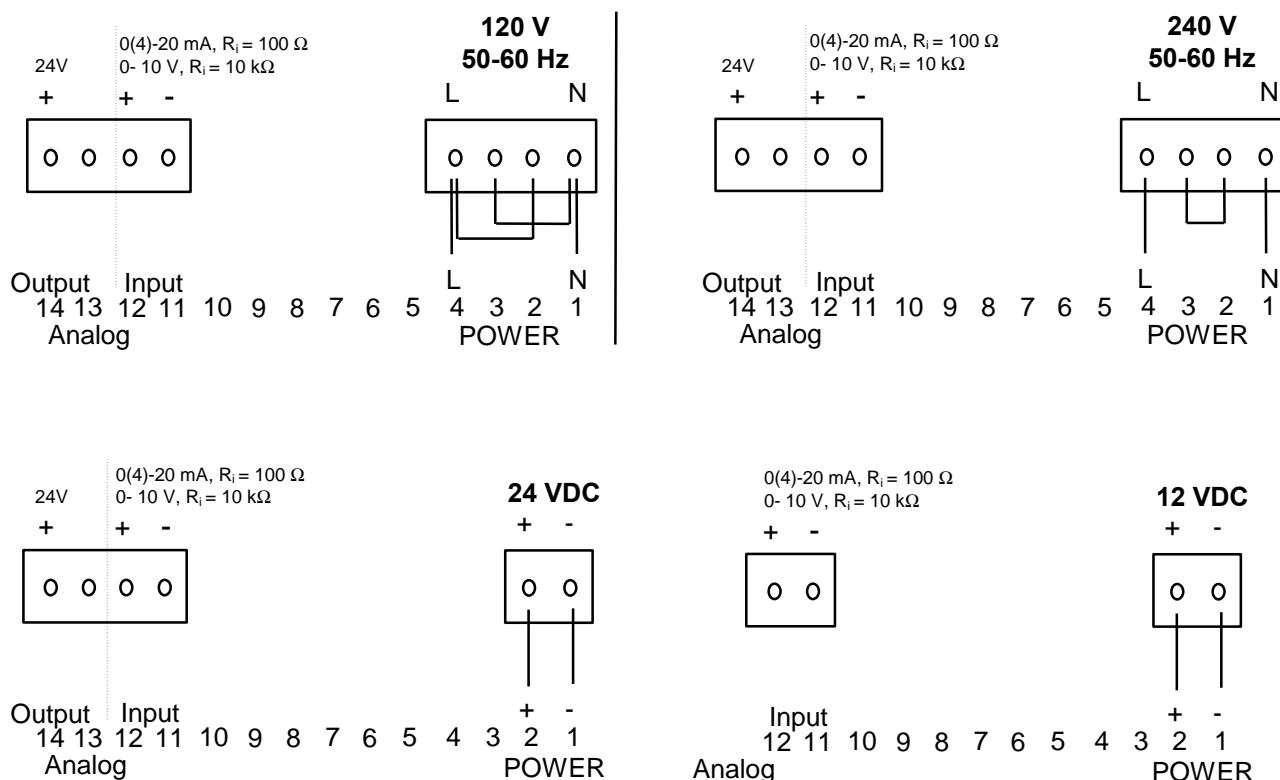 120 V
50-60 Hz
0(4)-20 mA, Ri = 100 Ω
0- 10 V, Ri = 10 kΩ
24V
+ + -
L N
L N
Output Input
14 13 12 11 10 9 8 7 6 5 4 3 2 1
Analog POWER
240 V
50-60 Hz
0(4)-20 mA, Ri = 100 Ω
0- 10 V, Ri = 10 kΩ
24V
+ + -
L N
L N
Output Input
14 13 12 11 10 9 8 7 6 5 4 3 2 1
Analog POWER
0(4)-20 mA, Ri = 100 Ω
0- 10 V, Ri = 10 kΩ
24V
24 VDC
+ + - + -
+ -
Output Input
14 13 12 11 10 9 8 7 6 5 4 3 2 1
Analog POWER
0(4)-20 mA, Ri = 100 Ω
0- 10 V, Ri = 10 kΩ
12 VDC
+ - + -
+ -
Input
12 11 10 9 8 7 6 5 4 3 2 1
Analog POWER